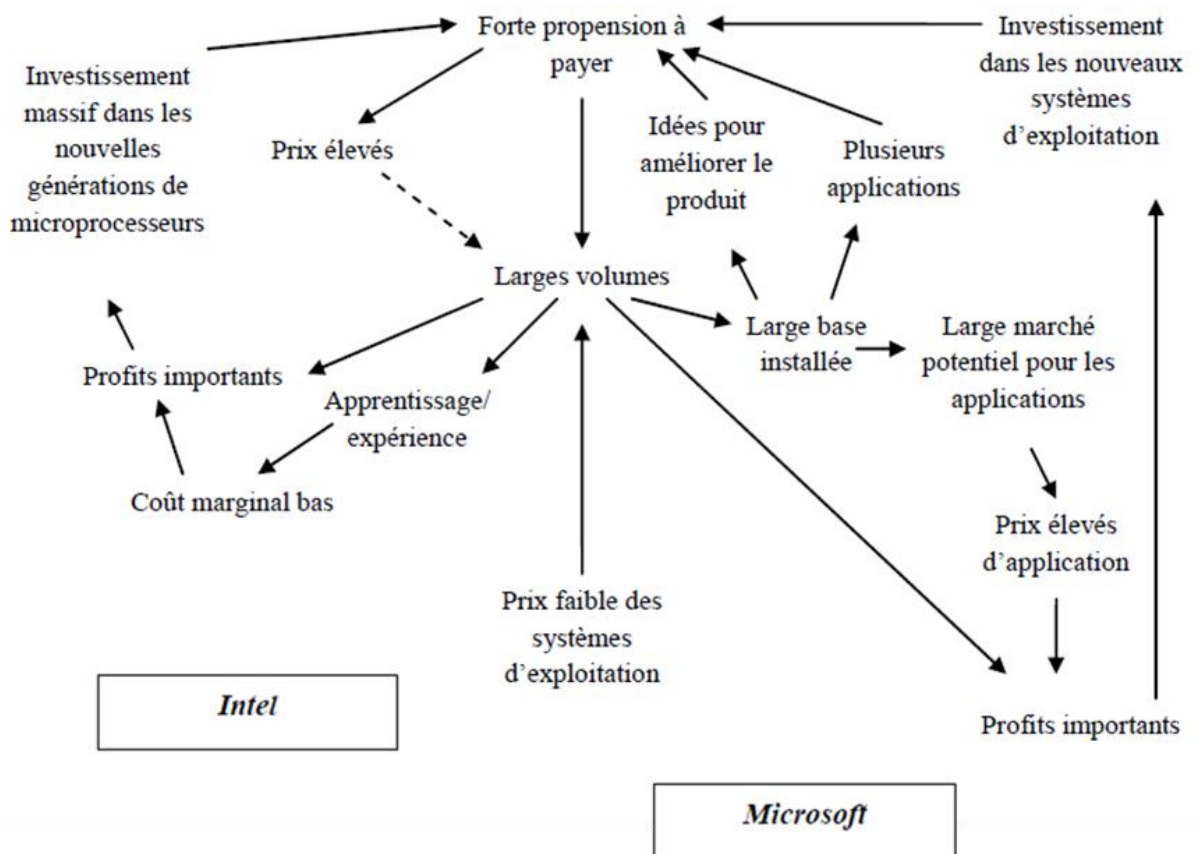 Forte propension à
payer
Investissement
dans les nouveaux
systèmes
d’exploitation
Investissement
massif dans les
nouvelles
générations de
microprocesseurs
Prix élevés
Idées pour
améliorer le
produit
Plusieurs
applications
Larges volumes
Large base
installée
Large marché
potentiel pour les
applications
Profits importants
Apprentissage/
expérience
Coût marginal bas
Prix élevés
d’application
Prix faible des
systèmes
d’exploitation
Intel
Profits importants
Microsoft